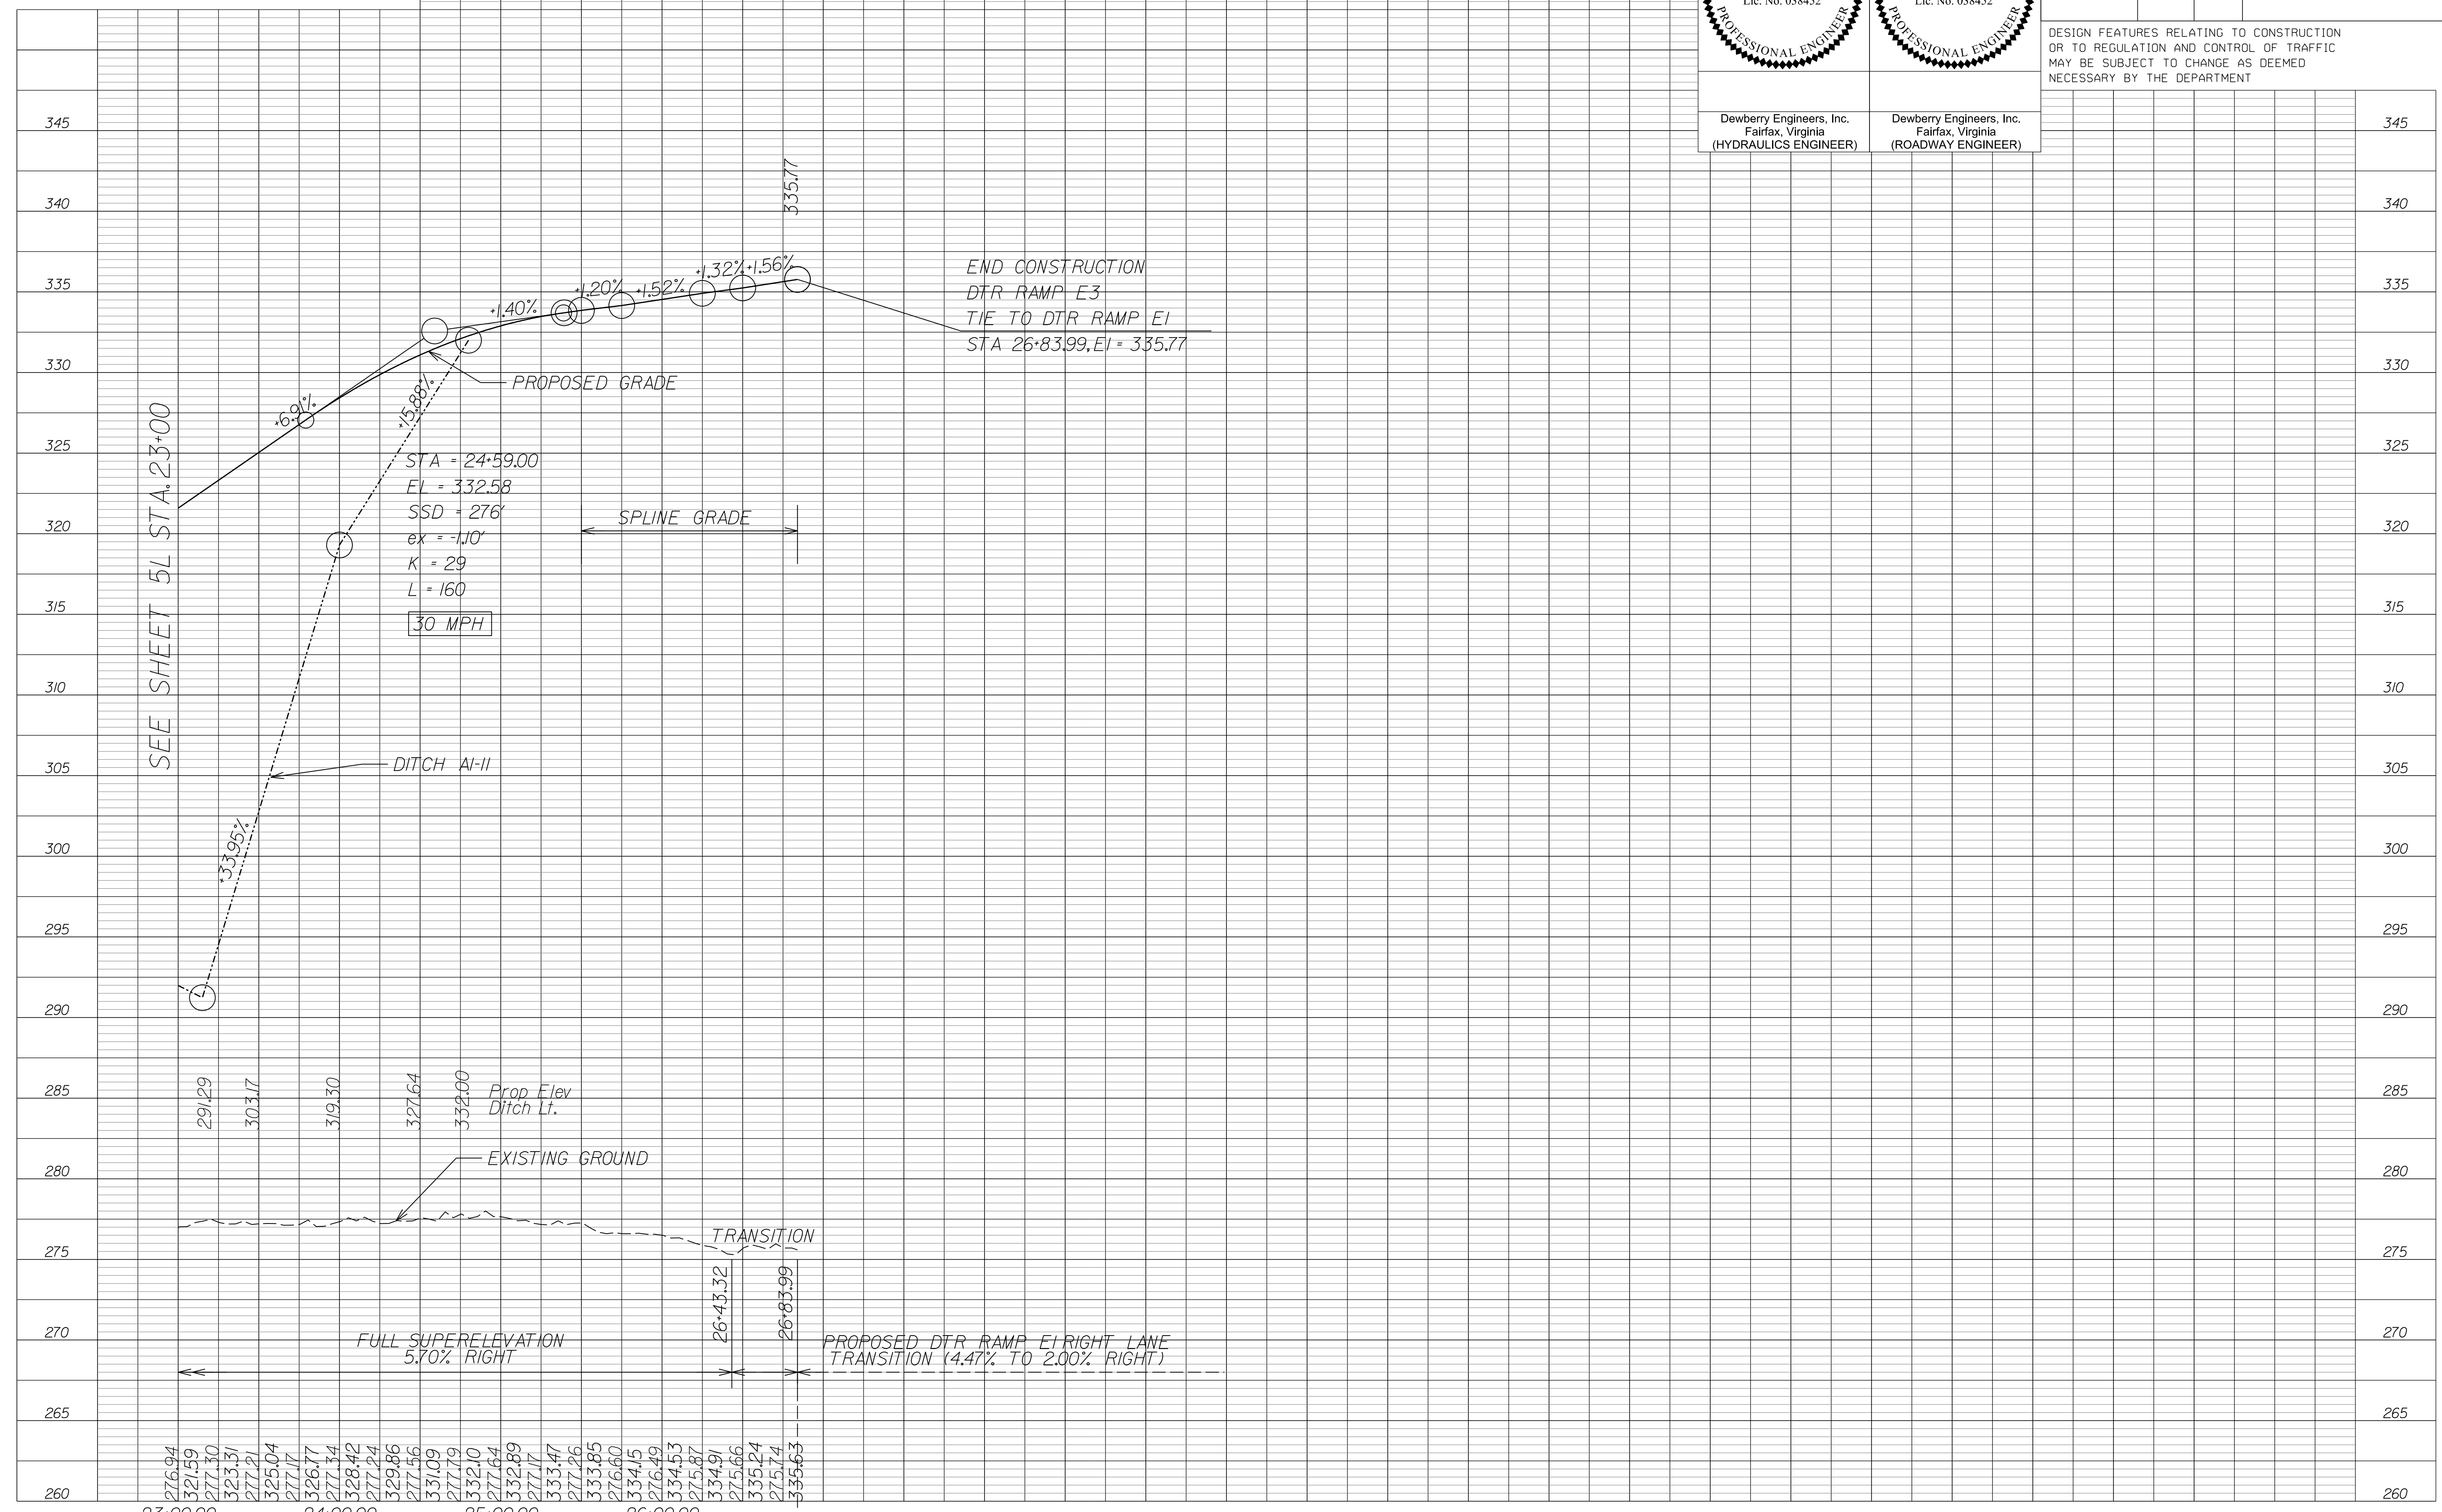 Lic. No. 038452
PROFESSIONAL ENGINEER
Lic. No. 038452
PROFESSIONAL ENGINEER
DESIGN FEATURES RELATING TO CONSTRUCTION
OR TO REGULATION AND CONTROL OF TRAFFIC
MAY BE SUBJECT TO CHANGE AS DEEMED
NECESSARY BY THE DEPARTMENT
Dewberry Engineers, Inc.
Fairfax, Virginia
(HYDRAULICS ENGINEER)
Dewberry Engineers, Inc.
Fairfax, Virginia
(ROADWAY ENGINEER)
345
340
335
330
325
320
315
310
305
300
295
290
285
280
275
270
265
260
345
340
335
330
325
320
315
310
305
300
295
290
285
280
275
270
265
260
SEE SHEET 5L STA. 23+00
335.77
+6.91%
+1.40%
+1.20%
+1.52%
+1.32%
+1.56%
END CONSTRUCTION
DTR RAMP E3
TIE TO DTR RAMP E1
STA 26+83.99, El = 335.77
PROPOSED GRADE
+15.88%
STA = 24+59.00
EL = 332.58
SSD = 276'
ex = -1.10'
K = 29
L = 160
30 MPH
SPLINE GRADE
DITCH A1-11
+33.95%
291.29
303.17
319.30
327.64
332.00
Prop Elev
Ditch Lt.
EXISTING GROUND
TRANSITION
26+43.32
26+83.99
FULL SUPERELEVATION
5.70% RIGHT
PROPOSED DTR RAMP E1 RIGHT LANE
TRANSITION (4.47% TO 2.00% RIGHT)
276.94
321.59
277.30
323.31
277.21
325.04
277.17
326.77
277.34
328.42
277.24
329.86
277.56
331.09
277.79
332.10
277.64
332.89
277.17
333.47
277.26
333.85
276.60
334.15
276.49
334.53
275.87
334.91
275.66
335.24
275.74
335.63
23+00.00
24+00.00
25+00.00
26+00.00